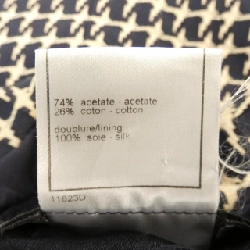 74% acetate - acetate
26% coton - cotton
doublure/lining
100% soie - silk